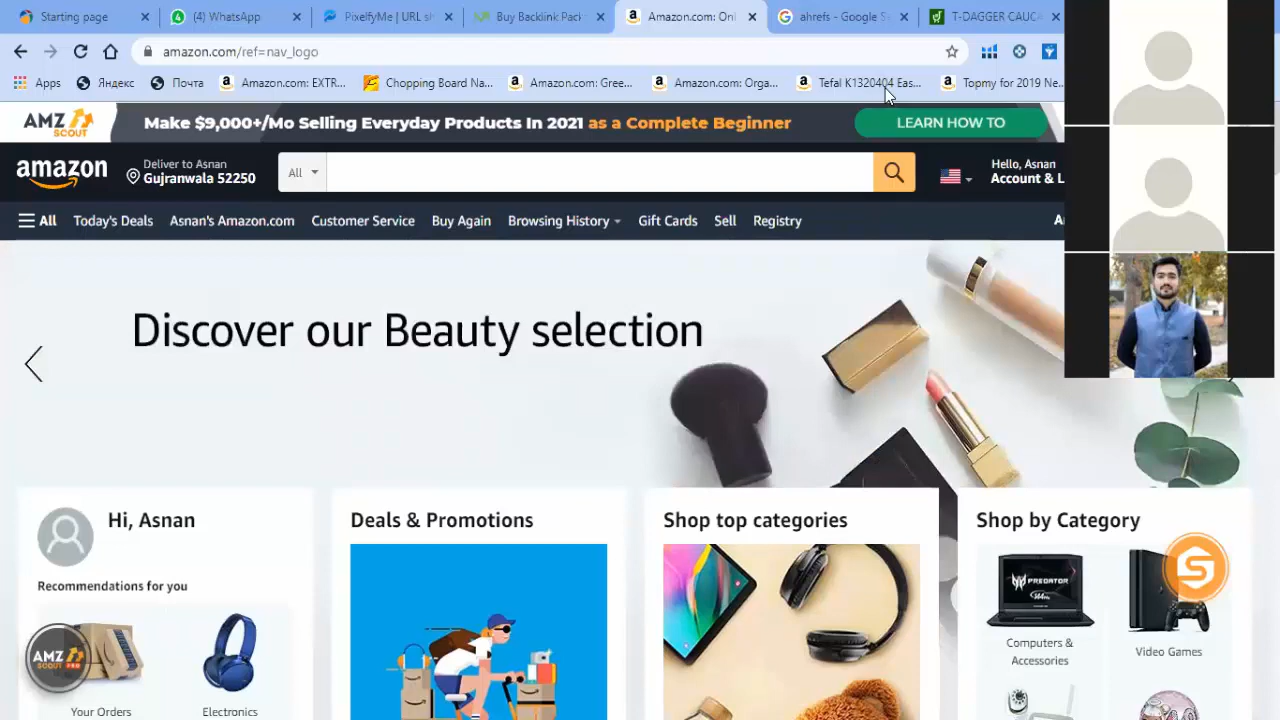 Starting page
(4) WhatsApp
PixelfyMe | URL sh
Buy Backlink Pack
Amazon.com: Onl
ahrefs - Google S
T-DAGGER CAUCA
amazon.com/ref=nav_logo
Apps
Яндекс
Почта
Amazon.com: EXTR...
Chopping Board Na...
Amazon.com: Gree...
Amazon.com: Orga...
Tefal K1320404 Eas...
Topmy for 2019 Ne...
AMZ
SCOUT
Make $9,000+/Mo Selling Everyday Products In 2021 as a Complete Beginner
LEARN HOW TO
amazon
Deliver to Asnan
Gujranwala 52250
All
Hello, Asnan
Account & L
All
Today's Deals
Asnan's Amazon.com
Customer Service
Buy Again
Browsing History
Gift Cards
Sell
Registry
Discover our Beauty selection
Hi, Asnan
Recommendations for you
Your Orders
Electronics
Deals & Promotions
Shop top categories
Shop by Category
PREDATOR
144
Computers &
Accessories
Video Games
AMZ
SCOUT PRO